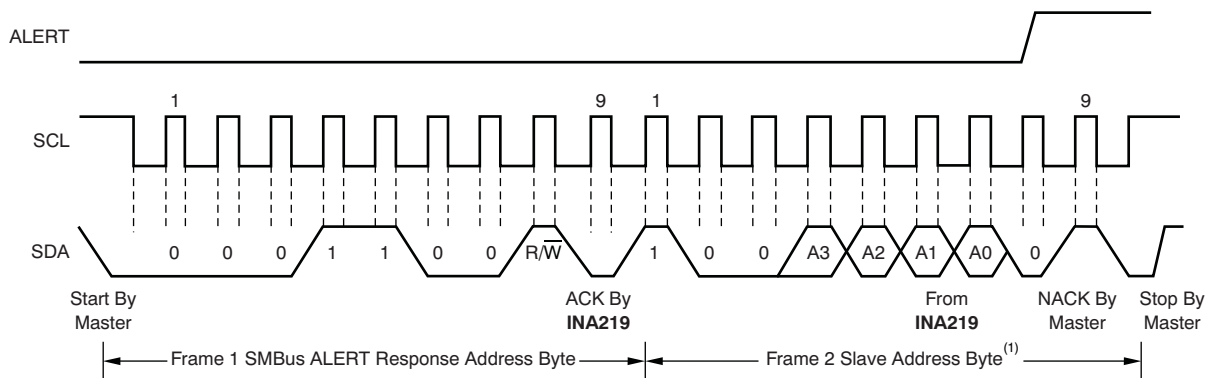 ALERT
1 9 1 9
SCL
SDA
0 0 0 1 1 0 0 R/W̅ 1 0 0 A3 A2 A1 A0 0
Start By
Master
ACK By
INA219
From
INA219
NACK By
Master
Stop By
Master
Frame 1 SMBus ALERT Response Address Byte
Frame 2 Slave Address Byte(1)